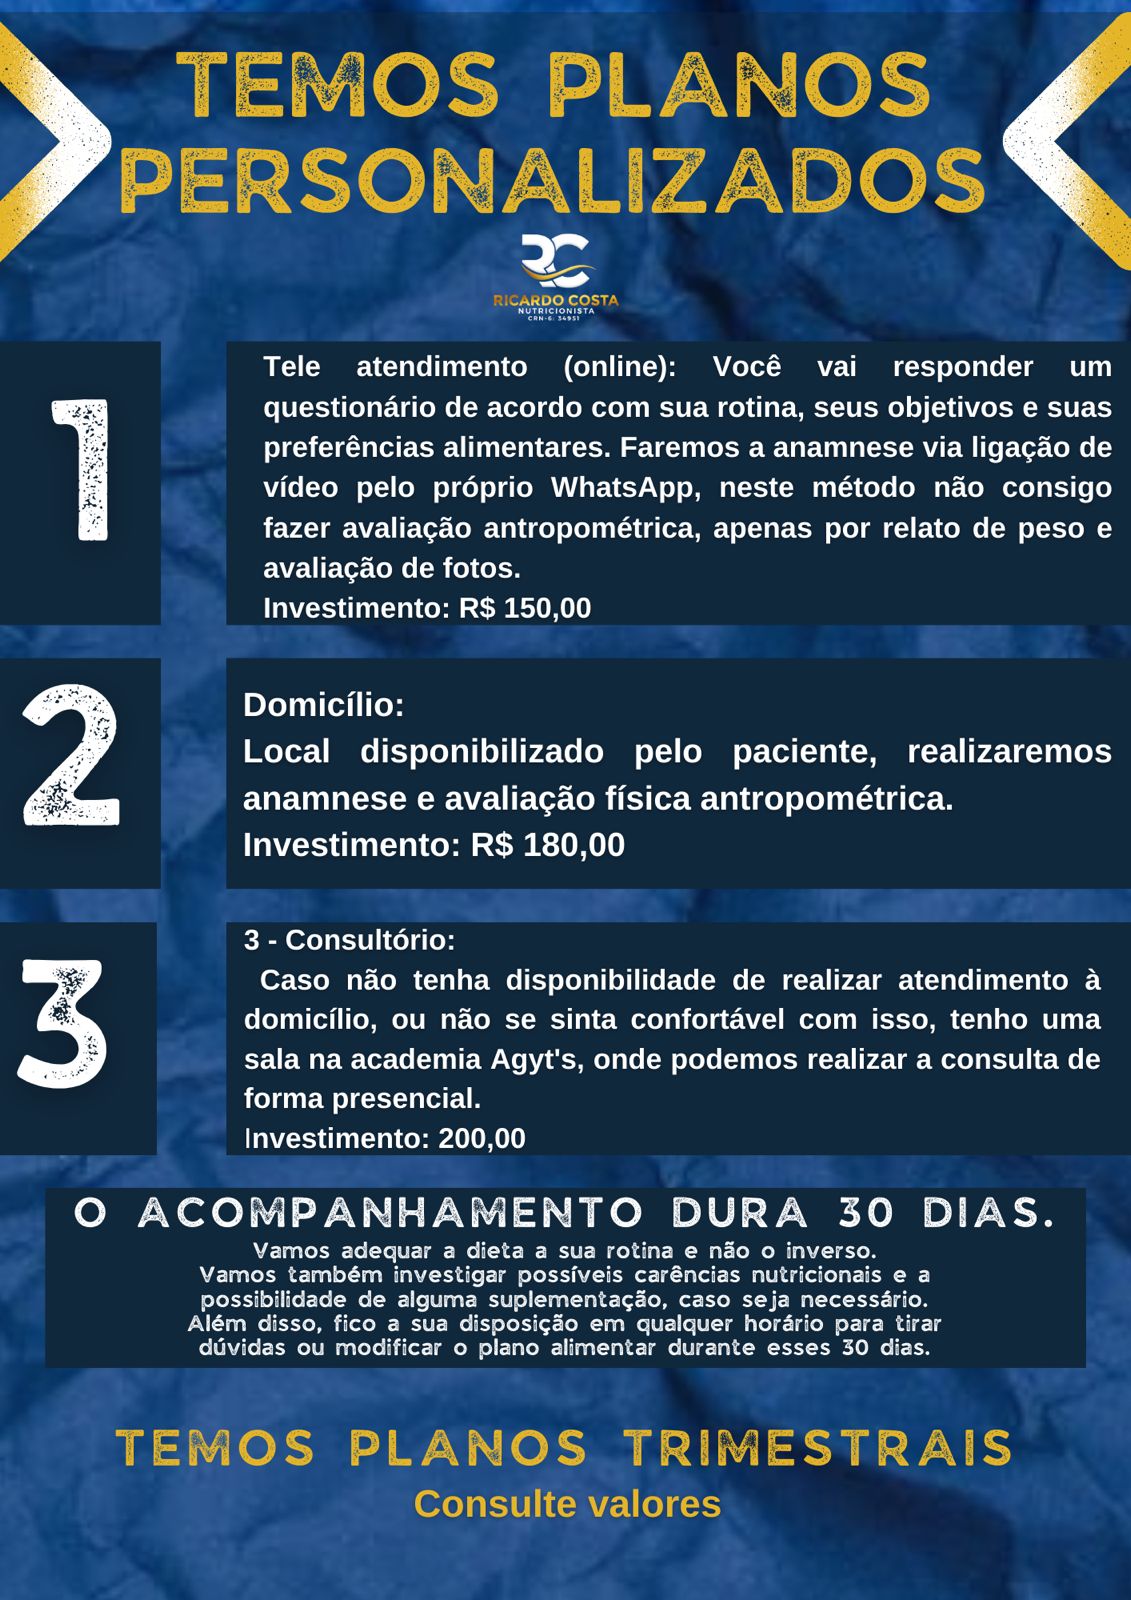 TEMOS PLANOS
PERSONALIZADOS
RC
RICARDO COSTA
NUTRICIONISTA
CRN-6: 34951
1
Tele atendimento (online): Você vai responder um
questionário de acordo com sua rotina, seus objetivos e suas
preferências alimentares. Faremos a anamnese via ligação de
vídeo pelo próprio WhatsApp, neste método não consigo
fazer avaliação antropométrica, apenas por relato de peso e
avaliação de fotos.
Investimento: R$ 150,00
2
Domicílio:
Local disponibilizado pelo paciente, realizaremos
anamnese e avaliação física antropométrica.
Investimento: R$ 180,00
3
3 - Consultório:
Caso não tenha disponibilidade de realizar atendimento à
domicílio, ou não se sinta confortável com isso, tenho uma
sala na academia Agyt's, onde podemos realizar a consulta de
forma presencial.
Investimento: 200,00
O ACOMPANHAMENTO DURA 30 DIAS.
Vamos adequar a dieta a sua rotina e não o inverso.
Vamos também investigar possíveis carências nutricionais e a
possibilidade de alguma suplementação, caso seja necessário.
Além disso, fico a sua disposição em qualquer horário para tirar
dúvidas ou modificar o plano alimentar durante esses 30 dias.
TEMOS PLANOS TRIMESTRAIS
Consulte valores